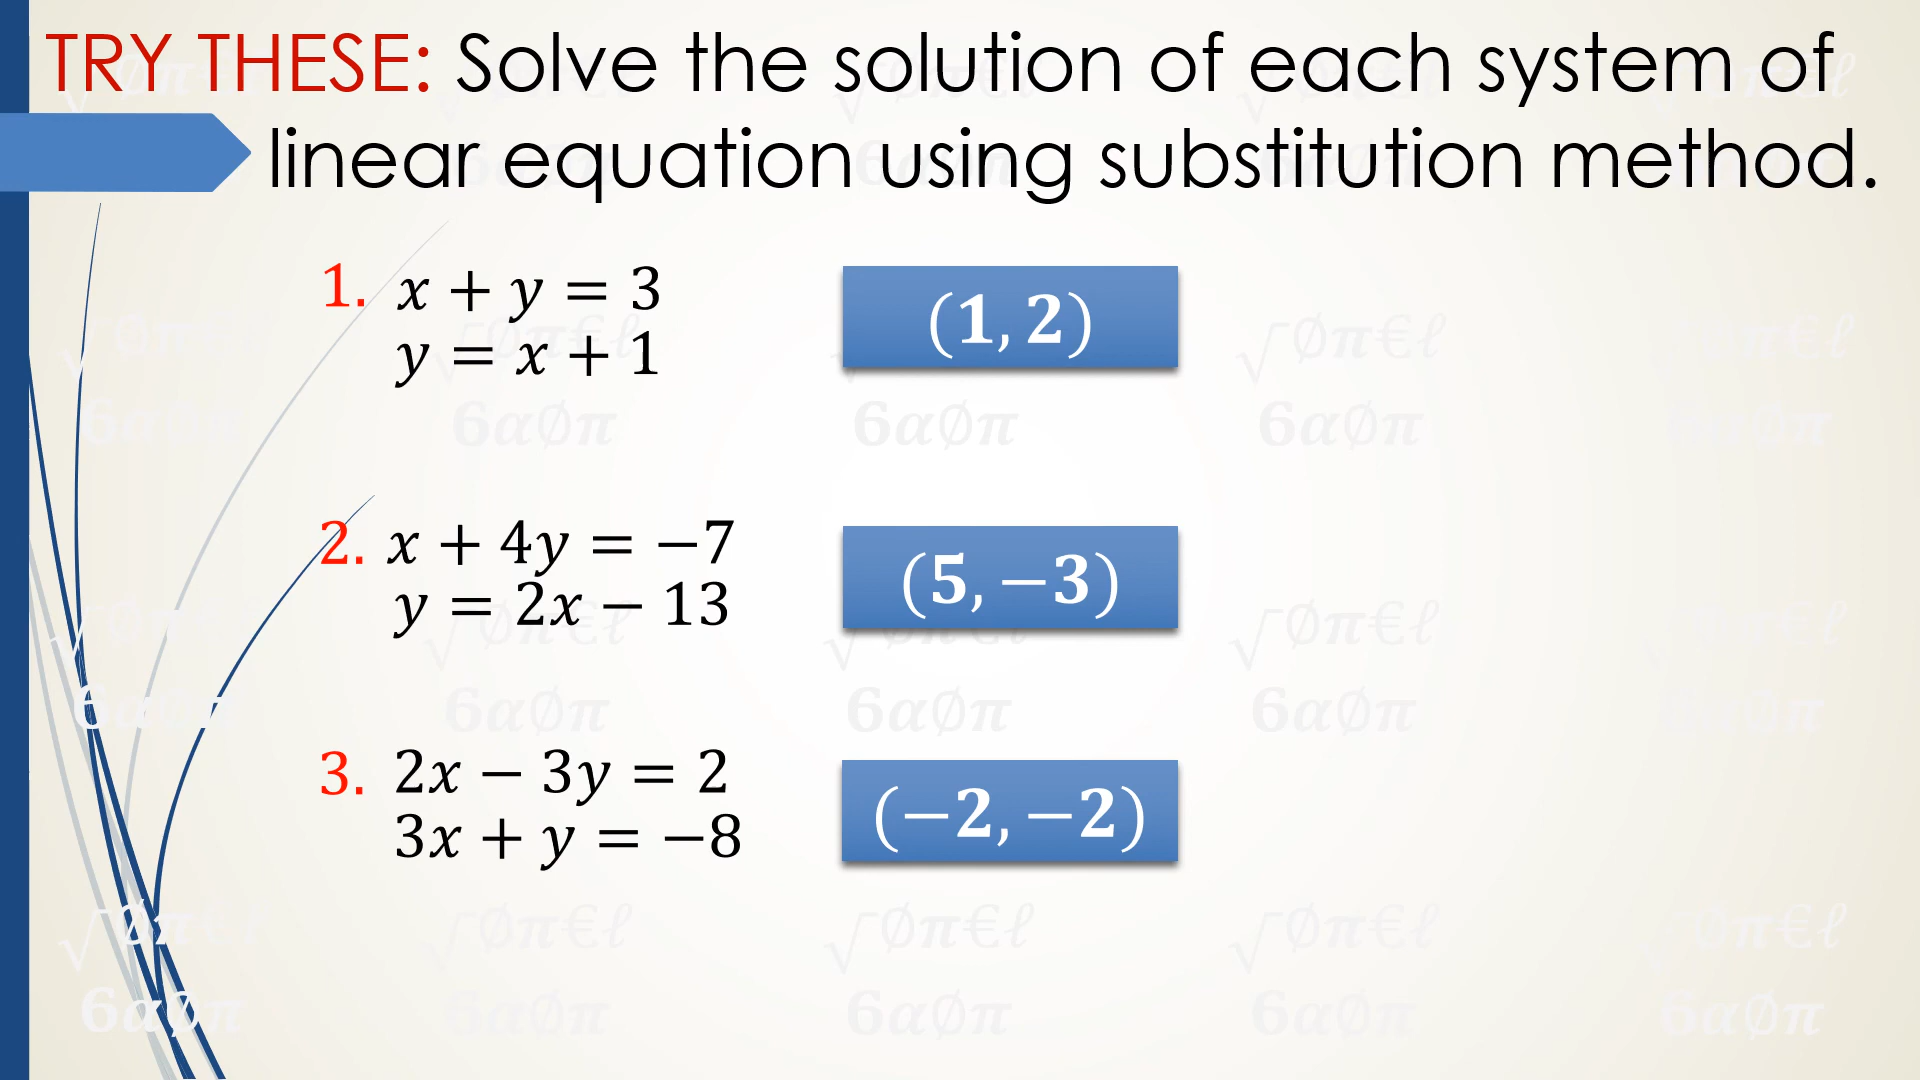 TRY THESE: Solve the solution of each system of
linear equation using substitution method.
1. x + y = 3
y = x + 1
(1, 2)
2. x + 4y = −7
y = 2x − 13
(5, −3)
3. 2x − 3y = 2
3x + y = −8
(−2, −2)
√∅π€ℓ
6α∅π